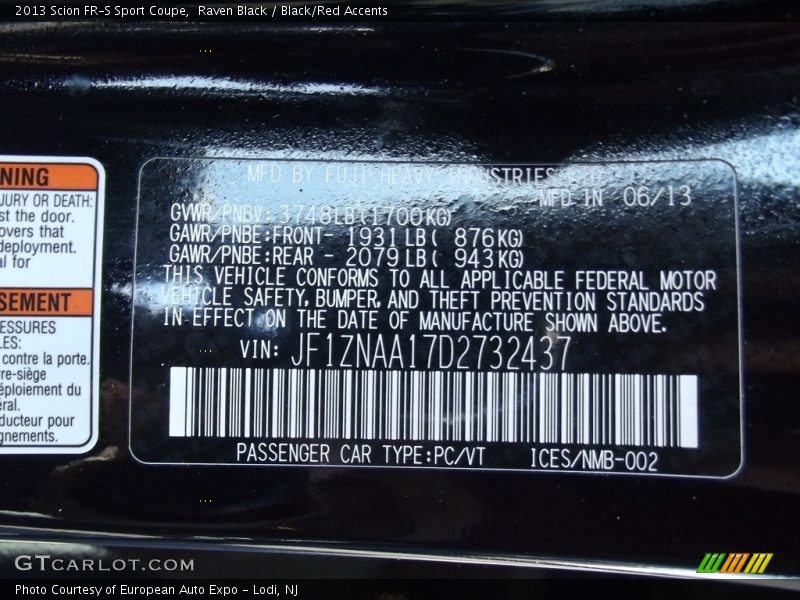 2013 Scion FR-S Sport Coupe, Raven Black / Black/Red Accents
NING
JURY OR DEATH:
st the door.
overs that
deployment.
al for
SEMENT
ESSURES
LES:
contre la porte.
re-siège
éploiement du
éral.
ducteur pour
gnements.
MFD BY FUJI HEAVY INDUSTRIES
MFD IN 06/13
GVWR/PNBV: 3748LB(1700KG)
GAWR/PNBE:FRONT- 1931LB( 876KG)
GAWR/PNBE:REAR - 2079LB( 943KG)
THIS VEHICLE CONFORMS TO ALL APPLICABLE FEDERAL MOTOR
VEHICLE SAFETY, BUMPER, AND THEFT PREVENTION STANDARDS
IN EFFECT ON THE DATE OF MANUFACTURE SHOWN ABOVE.
VIN: JF1ZNAA17D2732437
PASSENGER CAR TYPE:PC/VT ICES/NMB-002
GTCARLOT.COM
Photo Courtesy of European Auto Expo - Lodi, NJ